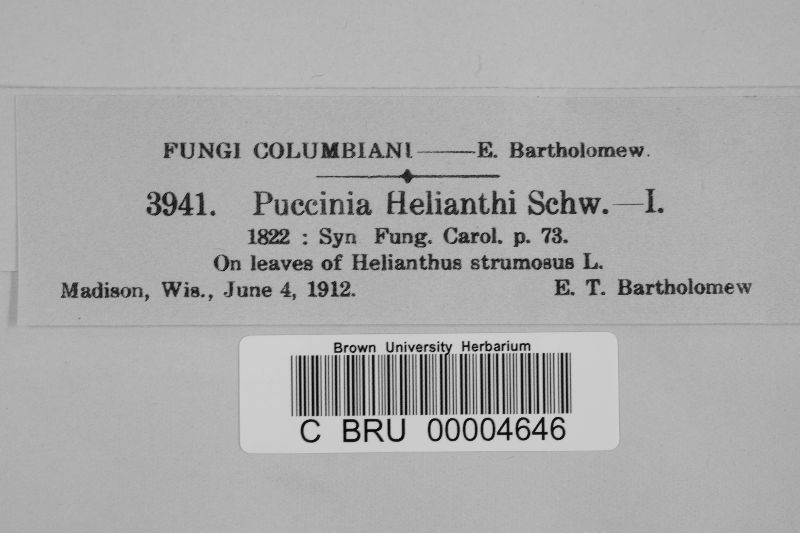 FUNGI COLUMBIANI——E. Bartholomew.
3941. Puccinia Helianthi Schw.—I.
1822 : Syn Fung. Carol. p. 73.
On leaves of Helianthus strumosus L.
Madison, Wis., June 4, 1912. E. T. Bartholomew
Brown University Herbarium
C BRU 00004646